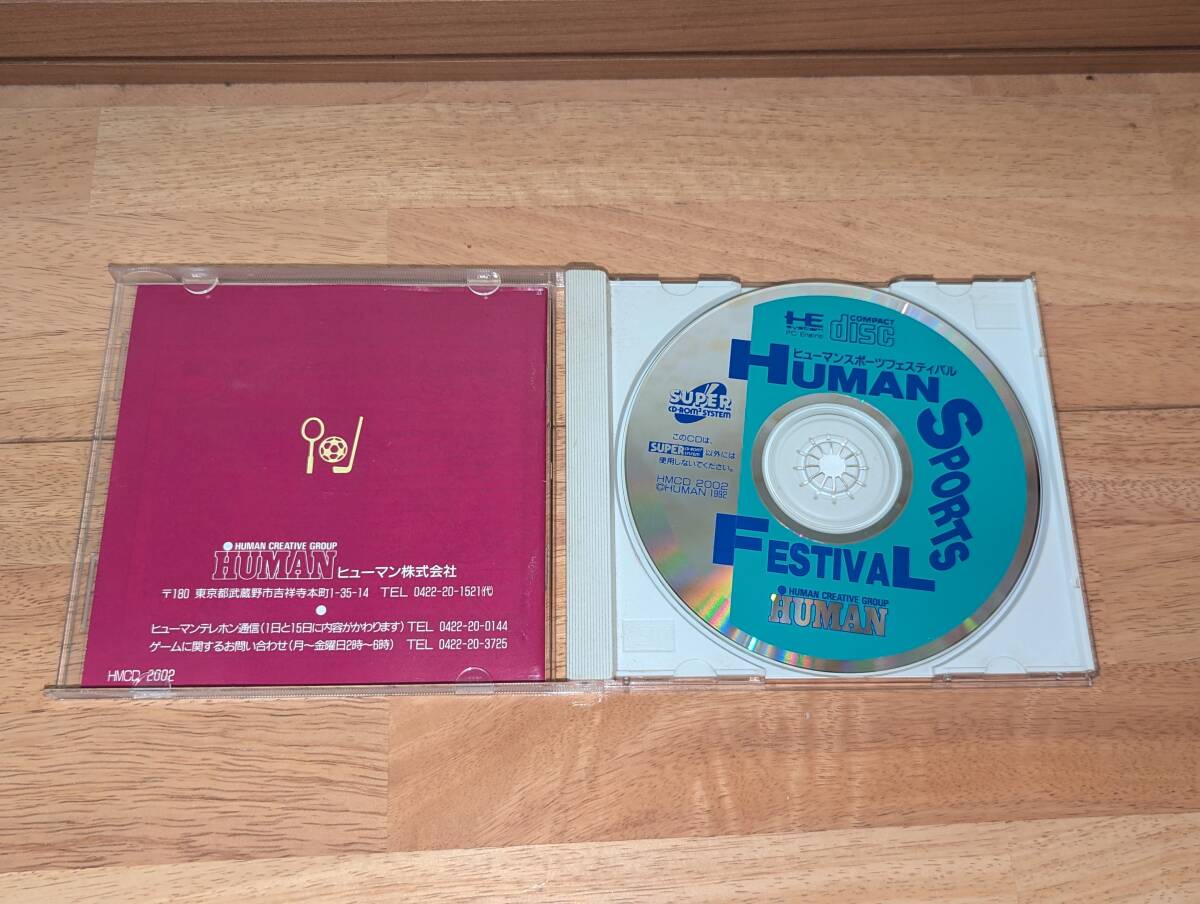 HUMAN CREATIVE GROUP
HUMAN ヒューマン株式会社
〒180 東京都武蔵野市吉祥寺本町1-35-14 TEL 0422-20-1521(代)
ヒューマンテレホン通信(1日と15日に内容がかわります) TEL 0422-20-0144
ゲームに関するお問い合わせ(月~金曜日2時~6時) TEL 0422-20-3725
HMCD 2002
HE
SYSTEM
PC Engine
COMPACT
disc
ヒューマンスポーツフェスティバル
HUMAN
SPORTS
FESTIVAL
SUPER
CD-ROM² SYSTEM
このCDは、
SUPER 以外には
使用しないでください。
HMCD 2002
©HUMAN 1992
HUMAN CREATIVE GROUP
HUMAN